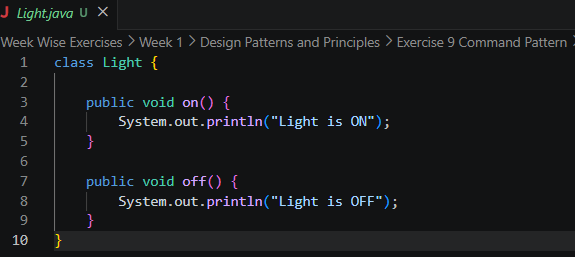 J Light.java U X
Week Wise Exercises > Week 1 > Design Patterns and Principles > Exercise 9 Command Pattern >
1 class Light {
2
3     public void on() {
4         System.out.println("Light is ON");
5     }
6
7     public void off() {
8         System.out.println("Light is OFF");
9     }
10 }